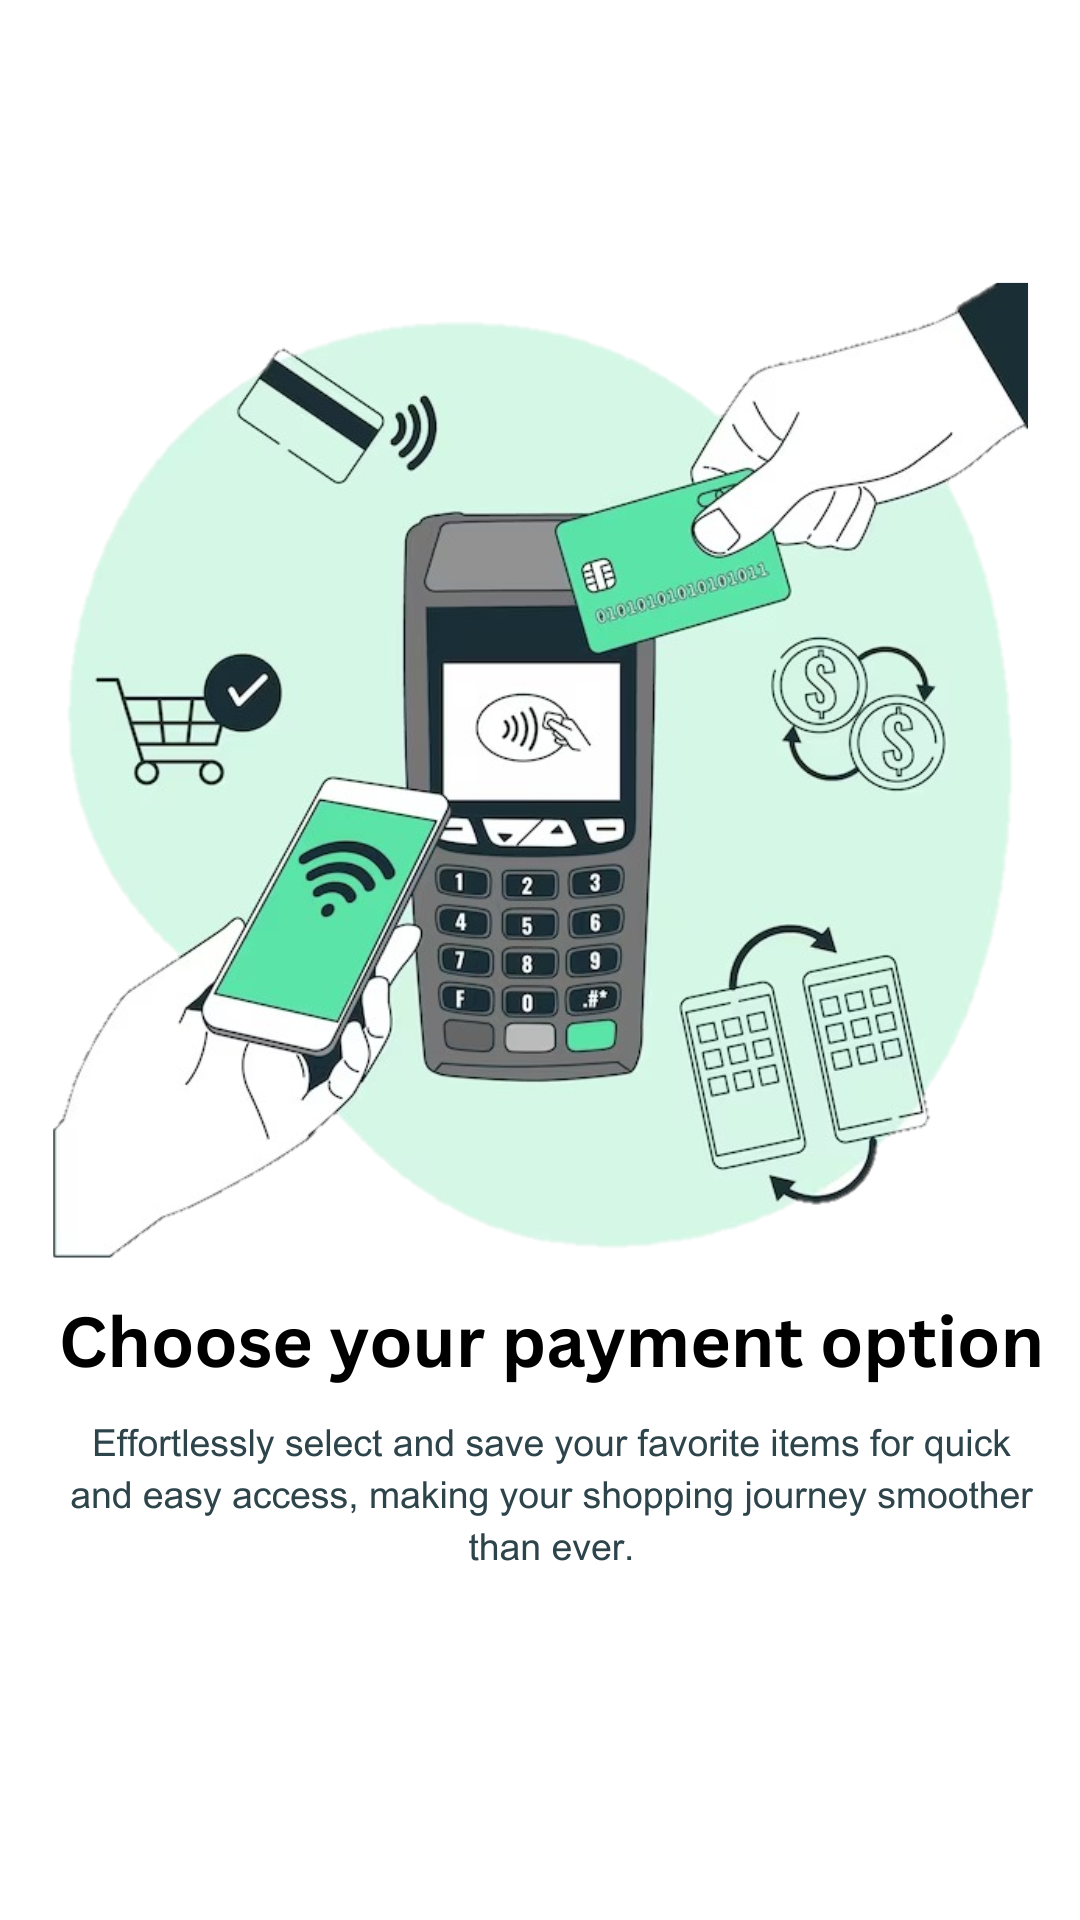 01010101010101011
1 2 3
4 5 6
7 8 9
F 0 .#*
$
$
Choose your payment option
Effortlessly select and save your favorite items for quick
and easy access, making your shopping journey smoother
than ever.